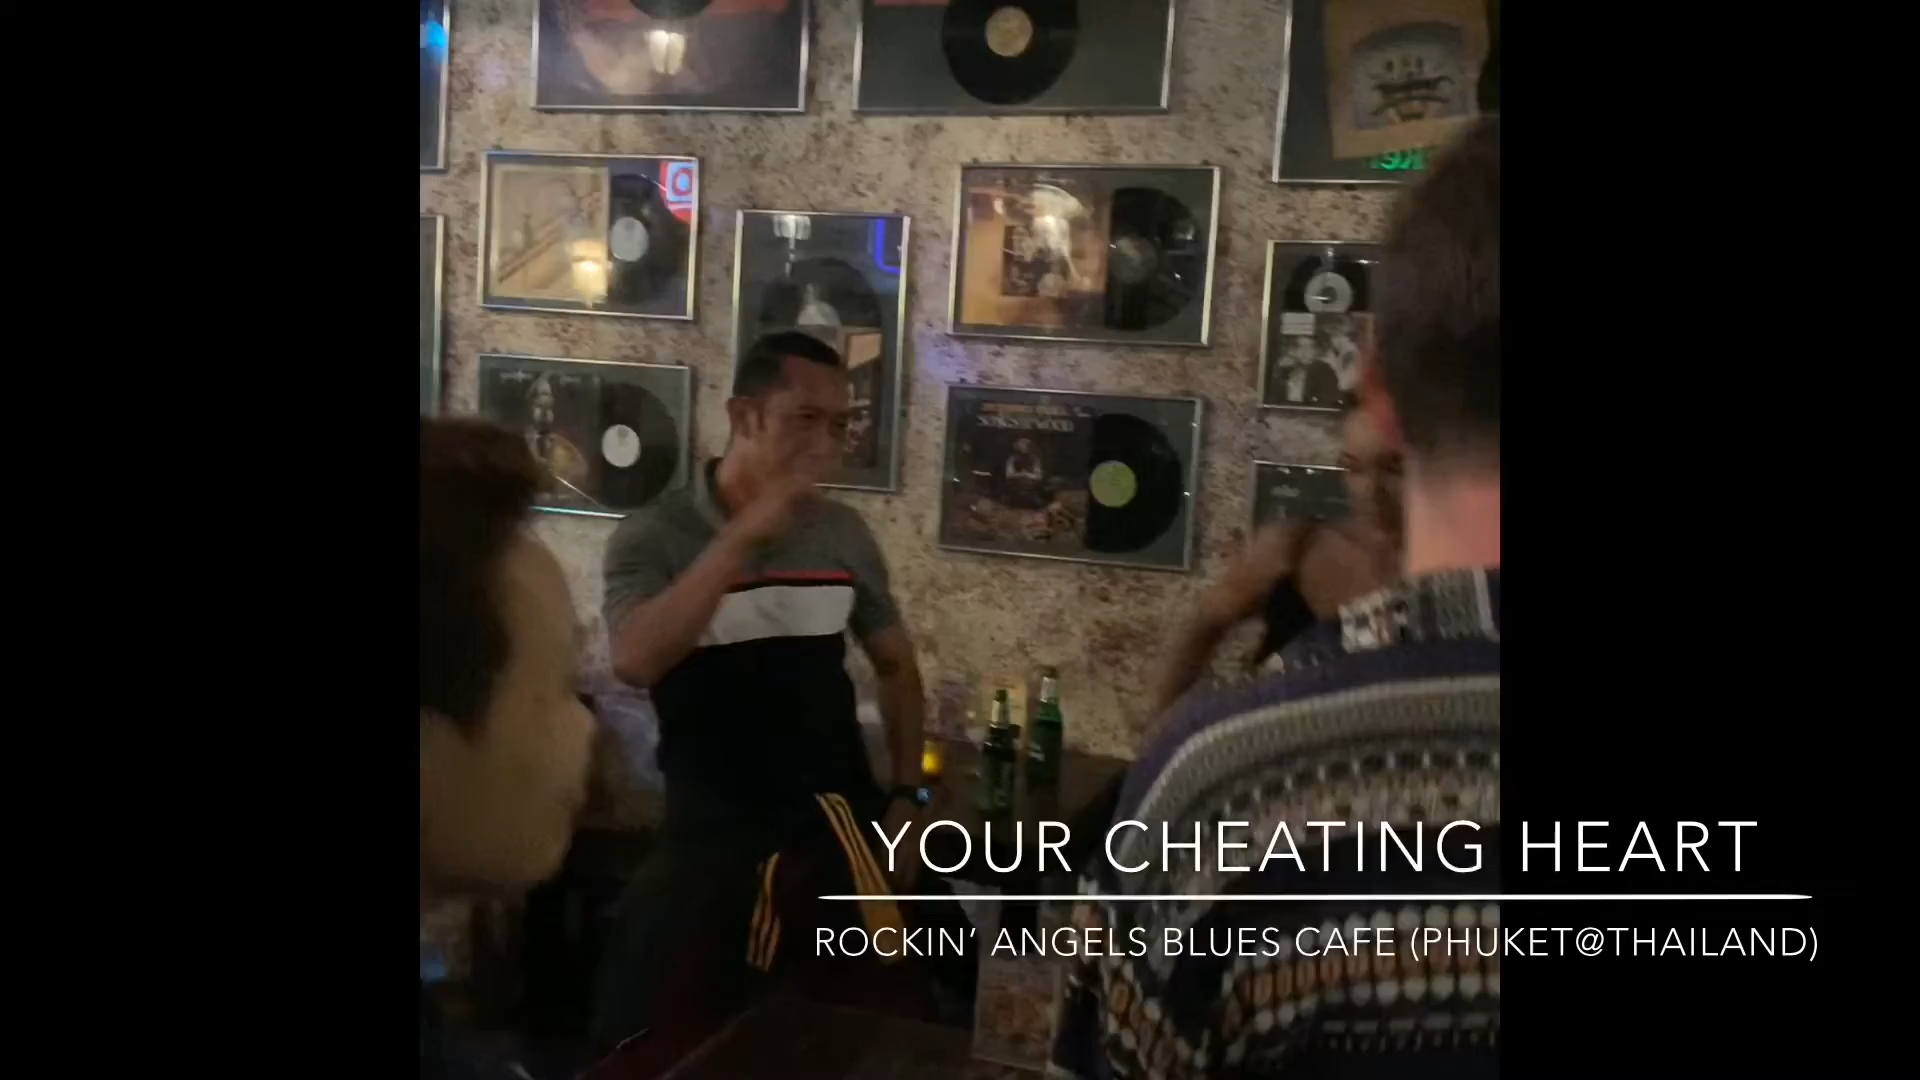 YOUR CHEATING HEART
ROCKIN’ ANGELS BLUES CAFE (PHUKET@THAILAND)